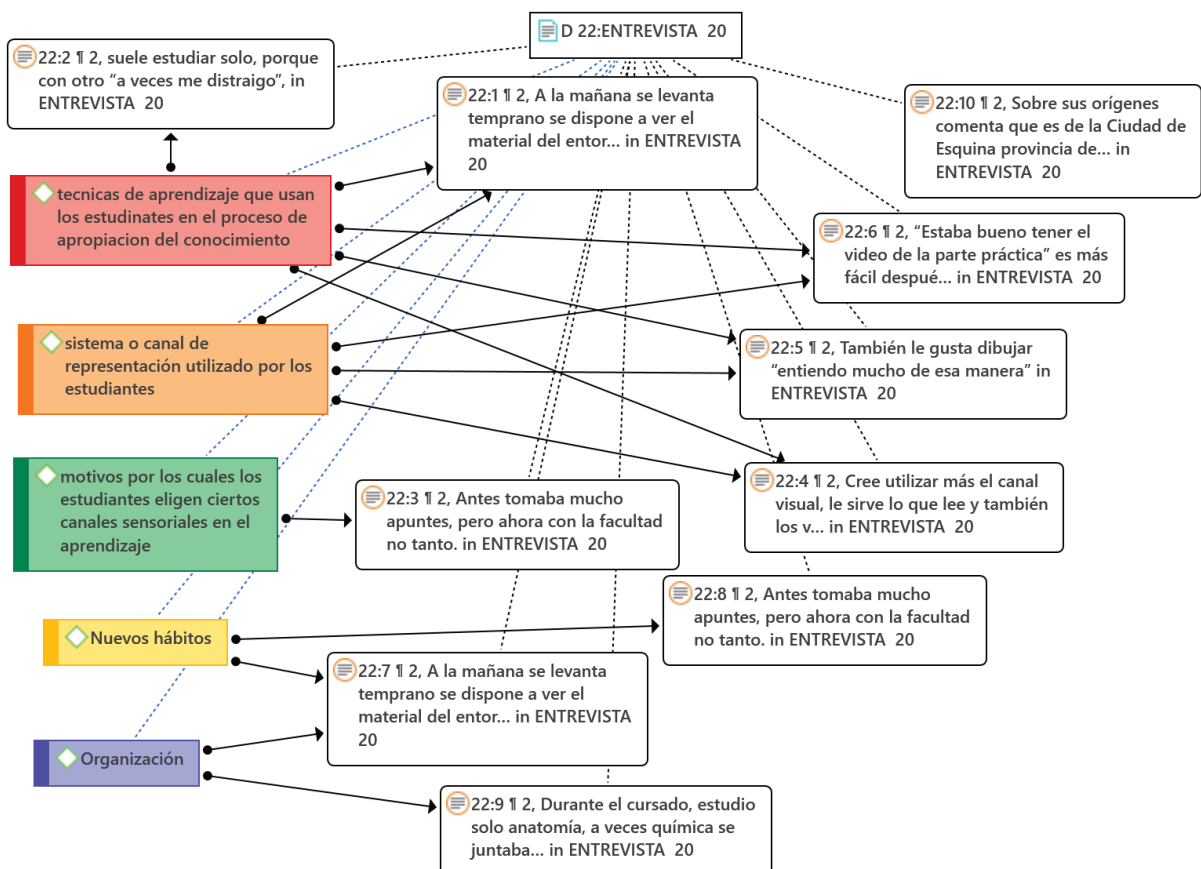 D 22:ENTREVISTA 20
22:2 ¶ 2, suele estudiar solo, porque
con otro “a veces me distraigo”, in
ENTREVISTA 20
22:1 ¶ 2, A la mañana se levanta
temprano se dispone a ver el
material del entor... in ENTREVISTA
20
22:10 ¶ 2, Sobre sus orígenes
comenta que es de la Ciudad de
Esquina provincia de... in
ENTREVISTA 20
tecnicas de aprendizaje que usan
los estudinates en el proceso de
apropiacion del conocimiento
22:6 ¶ 2, “Estaba bueno tener el
video de la parte práctica” es más
fácil despué... in ENTREVISTA 20
sistema o canal de
representación utilizado por los
estudiantes
22:5 ¶ 2, También le gusta dibujar
“entiendo mucho de esa manera” in
ENTREVISTA 20
motivos por los cuales los
estudiantes eligen ciertos
canales sensoriales en el
aprendizaje
22:3 ¶ 2, Antes tomaba mucho
apuntes, pero ahora con la facultad
no tanto. in ENTREVISTA 20
22:4 ¶ 2, Cree utilizar más el canal
visual, le sirve lo que lee y también
los v... in ENTREVISTA 20
22:8 ¶ 2, Antes tomaba mucho
apuntes, pero ahora con la facultad
no tanto. in ENTREVISTA 20
Nuevos hábitos
22:7 ¶ 2, A la mañana se levanta
temprano se dispone a ver el
material del entor... in ENTREVISTA
20
Organización
22:9 ¶ 2, Durante el cursado, estudio
solo anatomía, a veces química se
juntaba... in ENTREVISTA 20